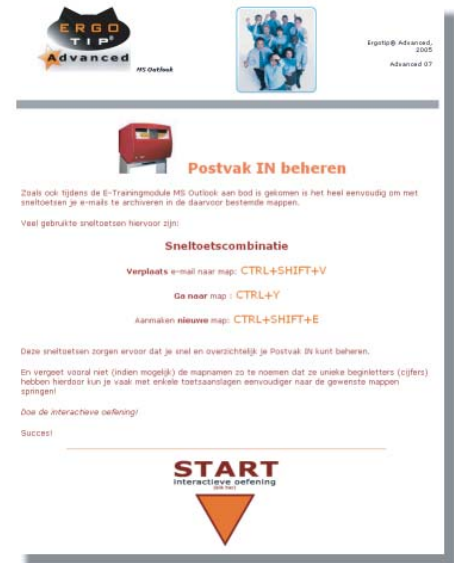 ERGO
TIP®
Advanced
MS Outlook
Ergotip® Advanced,
2005
Advanced 07
Postvak IN beheren
Zoals ook tijdens de E-Trainingmodule MS Outlook aan bod is gekomen is het heel eenvoudig om met
sneltoetsen je e-mails te archiveren in de daarvoor bestemde mappen.
Veel gebruikte sneltoetsen hiervoor zijn:
Sneltoetscombinatie
Verplaats e-mail naar map: CTRL+SHIFT+V
Ga naar map : CTRL+Y
Aanmaken nieuwe map: CTRL+SHIFT+E
Deze sneltoetsen zorgen ervoor dat je snel en overzichtelijk je Postvak IN kunt beheren.
En vergeet vooral niet (indien mogelijk) de mapnamen zo te noemen dat ze unieke beginletters (cijfers)
hebben hierdoor kun je vaak met enkele toetsaanslagen eenvoudiger naar de gewenste mappen
springen!
Doe de interactieve oefening!
Succes!
START
interactieve oefening
(klik hier)